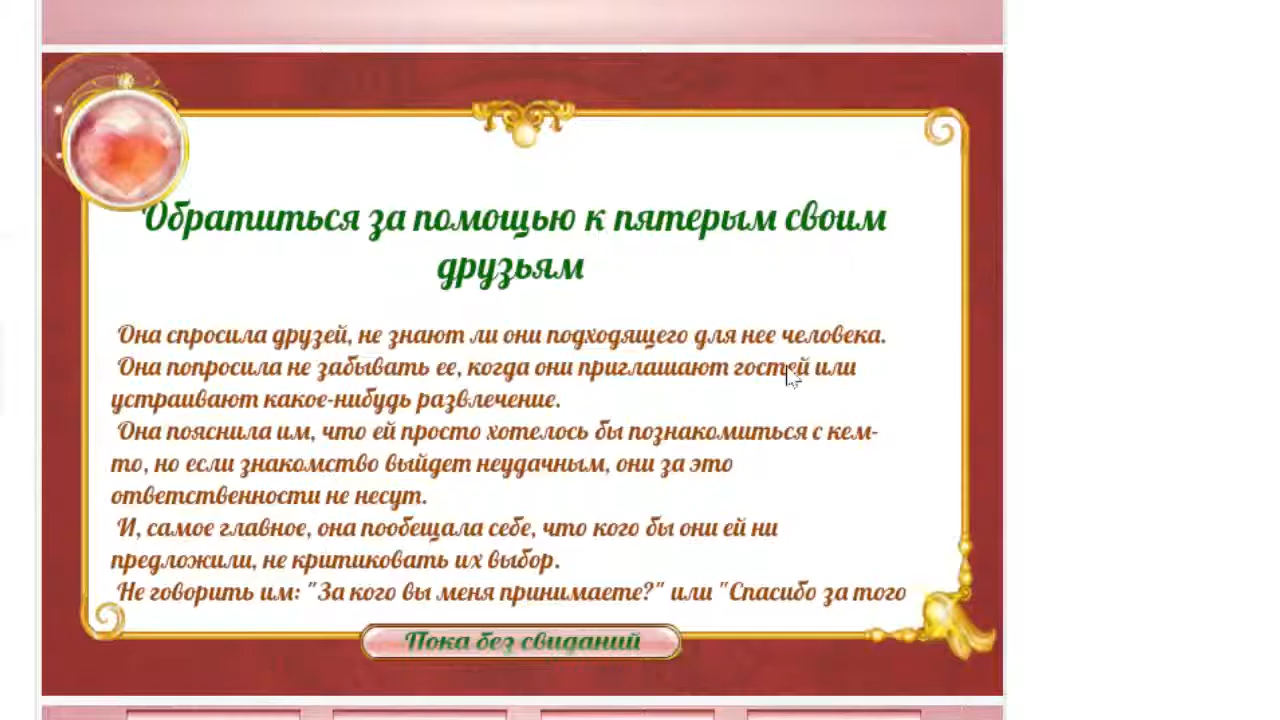 Обратиться за помощью к пятерым своим
друзьям
Она спросила друзей, не знают ли они подходящего для нее человека.
Она попросила не забывать ее, когда они приглашают гостей или
устраивают какое-нибудь развлечение.
Она пояснила им, что ей просто хотелось бы познакомиться с кем-
то, но если знакомство выйдет неудачным, они за это
ответственности не несут.
И, самое главное, она пообещала себе, что кого бы они ей ни
предложили, не критиковать их выбор.
Не говорить им: "За кого вы меня принимаете?" или "Спасибо за того
Пока без свиданий